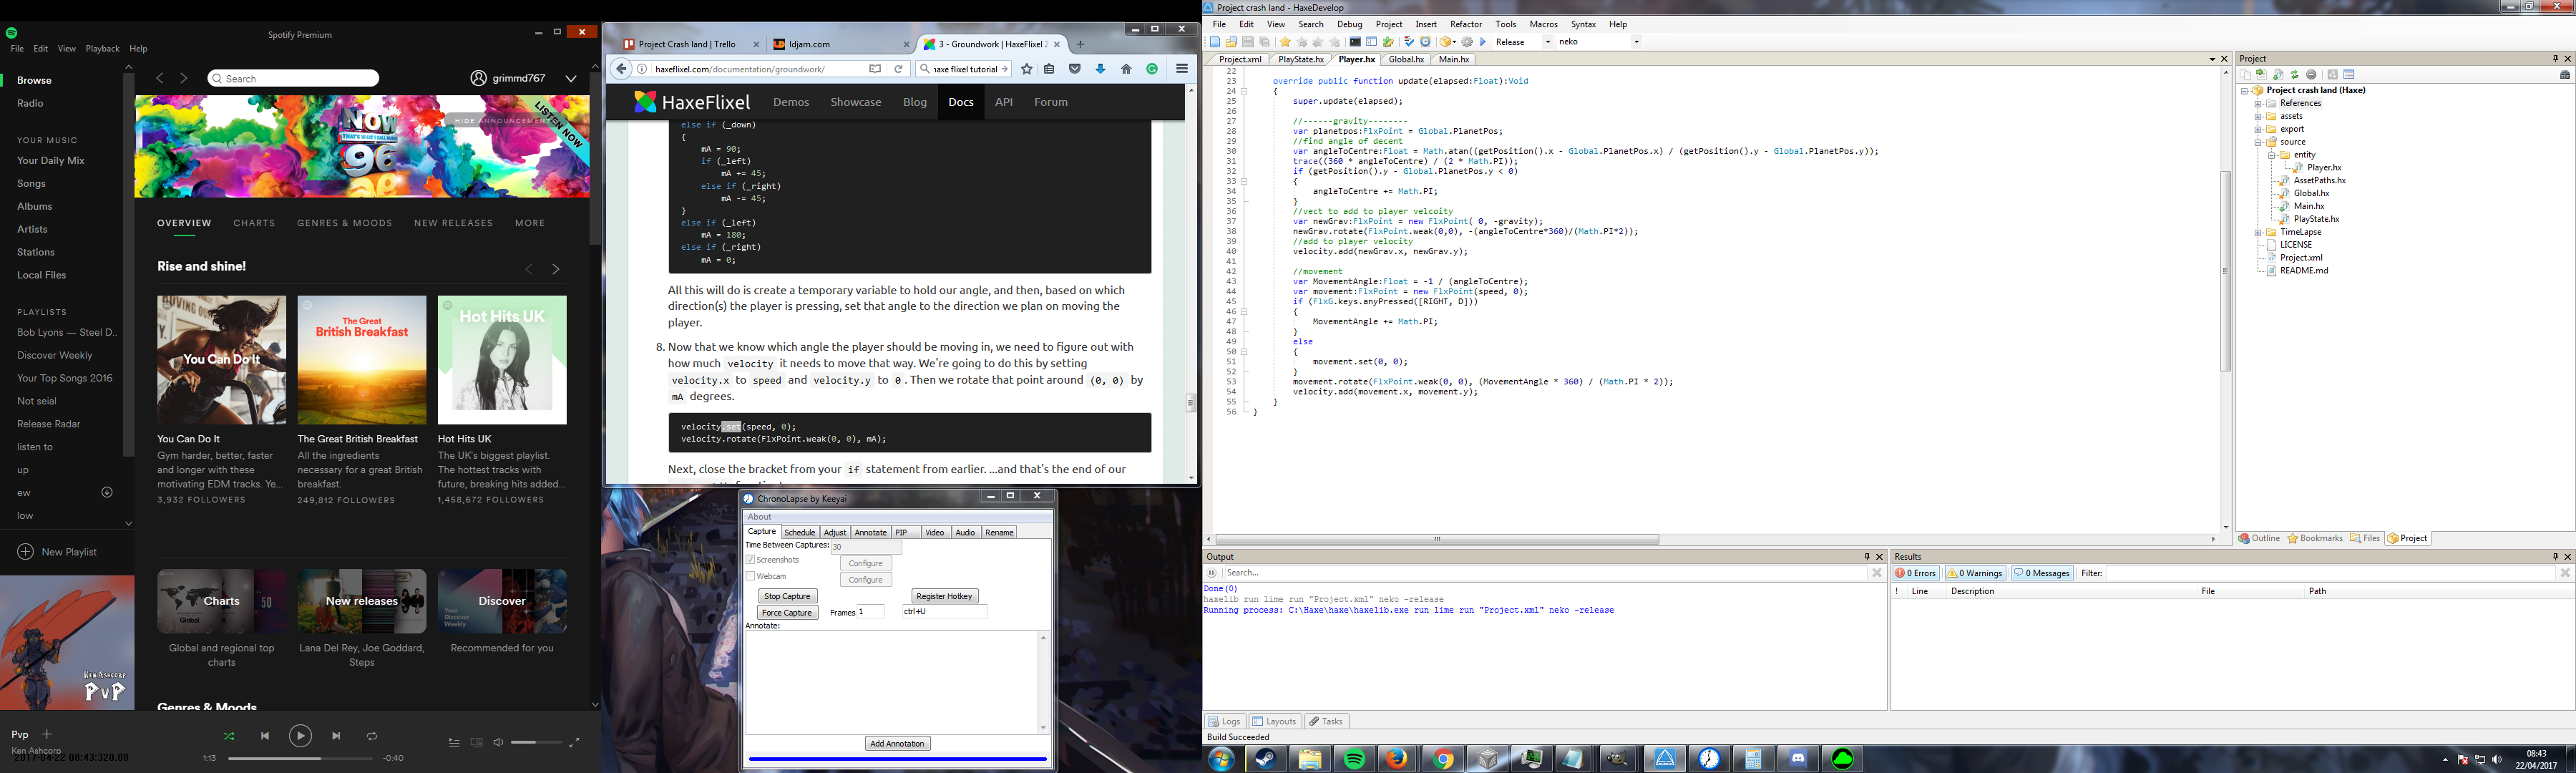 Spotify Premium
File Edit View Playback Help
Browse
Radio
YOUR MUSIC
Your Daily Mix
Songs
Albums
Artists
Stations
Local Files
PLAYLISTS
Bob Lyons — Steel D..
Discover Weekly
Your Top Songs 2016
Not seial
Release Radar
listen to
up
ew
low
New Playlist
KEN ASHCORP
PvP
Search
grimmd767
NOW
THAT'S WHAT I CALL MUSIC
96
HIDE ANNOUNCEMENTS
LISTEN NOW
OVERVIEW CHARTS GENRES & MOODS NEW RELEASES MORE
Rise and shine!
You Can Do It
The Great
British Breakfast
Hot Hits UK
You Can Do It
Gym harder, better, faster
and longer with these
motivating EDM tracks. Ye...
3,932 FOLLOWERS
The Great British Breakfast
All the ingredients
necessary for a great British
breakfast.
249,812 FOLLOWERS
Hot Hits UK
The UK's biggest playlist.
The hottest tracks with
future, breaking hits added...
1,458,672 FOLLOWERS
Charts
New releases
Discover
Global and regional top
charts
Lana Del Rey, Joe Goddard,
Steps
Recommended for you
Genres & Moods
Pvp
Ken Ashcorp
2017-04-22 08:43:320.00
1:13
-0:40
Project Crash land | Trello
ldjam.com
3 - Groundwork | HaxeFlixel 2
haxeflixel.com/documentation/groundwork/
haxe flixel tutorial
HaxeFlixel Demos Showcase Blog Docs API Forum
else if (_down)
{
mA = 90;
if (_left)
mA += 45;
else if (_right)
mA -= 45;
}
else if (_left)
mA = 180;
else if (_right)
mA = 0;
All this will do is create a temporary variable to hold our angle, and then, based on which
direction(s) the player is pressing, set that angle to the direction we plan on moving the
player.
8. Now that we know which angle the player should be moving in, we need to figure out with
how much velocity it needs to move that way. We're going to do this by setting
velocity.x to speed and velocity.y to 0 . Then we rotate that point around (0, 0) by
mA degrees.
velocity.set(speed, 0);
velocity.rotate(FlxPoint.weak(0, 0), mA);
Next, close the bracket from your if statement from earlier. ...and that's the end of our
ChronoLapse by Keeyai
About
Capture Schedule Adjust Annotate PIP Video Audio Rename
Time Between Captures: 30
Screenshots Configure
Webcam Configure
Stop Capture Register Hotkey
Force Capture Frames 1 ctrl+U
Annotate:
Add Annotation
Project crash land - HaxeDevelop
File Edit View Search Debug Project Insert Refactor Tools Macros Syntax Help
Release neko
Project.xml PlayState.hx Player.hx Global.hx Main.hx
22
23 override public function update(elapsed:Float):Void
24 {
25 super.update(elapsed);
26
27 //------gravity--------
28 var planetpos:FlxPoint = Global.PlanetPos;
29 //find angle of decent
30 var angleToCentre:Float = Math.atan((getPosition().x - Global.PlanetPos.x) / (getPosition().y - Global.PlanetPos.y));
31 trace((360 * angleToCentre) / (2 * Math.PI));
32 if (getPosition().y - Global.PlanetPos.y < 0)
33 {
34 angleToCentre += Math.PI;
35 }
36 //vect to add to player velcoity
37 var newGrav:FlxPoint = new FlxPoint( 0, -gravity);
38 newGrav.rotate(FlxPoint.weak(0,0), -(angleToCentre*360)/(Math.PI*2));
39 //add to player velocity
40 velocity.add(newGrav.x, newGrav.y);
41
42 //movement
43 var MovementAngle:Float = -1 / (angleToCentre);
44 var movement:FlxPoint = new FlxPoint(speed, 0);
45 if (FlxG.keys.anyPressed([RIGHT, D]))
46 {
47 MovementAngle += Math.PI;
48 }
49 else
50 {
51 movement.set(0, 0);
52 }
53 movement.rotate(FlxPoint.weak(0, 0), (MovementAngle * 360) / (Math.PI * 2));
54 velocity.add(movement.x, movement.y);
55 }
56 }
Project
Project crash land (Haxe)
References
assets
export
source
entity
Player.hx
AssetPaths.hx
Global.hx
Main.hx
PlayState.hx
TimeLapse
LICENSE
Project.xml
README.md
Outline Bookmarks Files Project
Output
Search...
Done(0)
haxelib run lime run "Project.xml" neko -release
Running process: C:\Haxe\haxe\haxelib.exe run lime run "Project.xml" neko -release
Logs Layouts Tasks
Results
0 Errors 0 Warnings 0 Messages Filter:
! Line Description File Path
Build Succeeded
08:43
22/04/2017